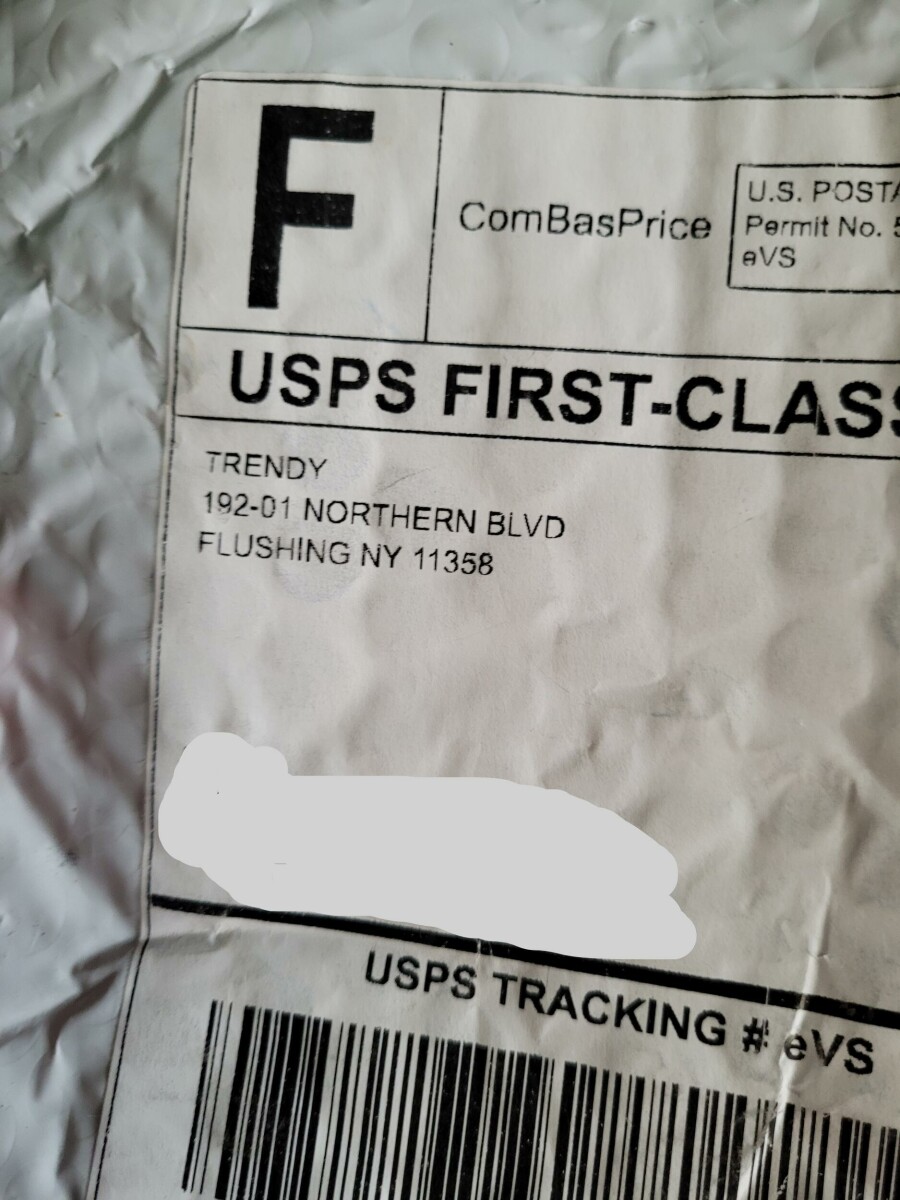 F
ComBasPrice
U.S. POSTA
Permit No. 5
eVS
USPS FIRST-CLASS
TRENDY
192-01 NORTHERN BLVD
FLUSHING NY 11358
USPS TRACKING # eVS